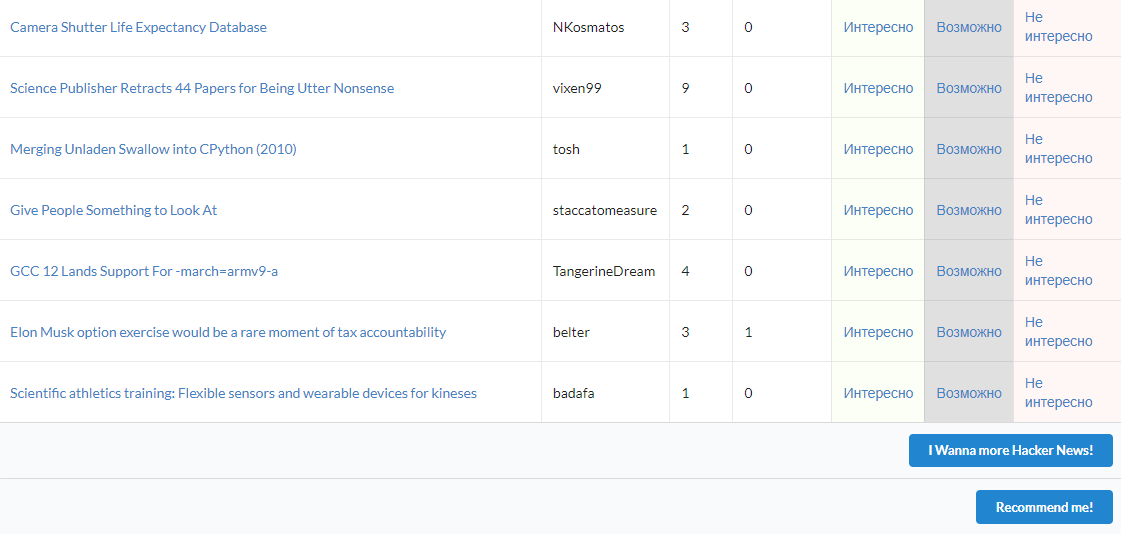 Camera Shutter Life Expectancy Database NKosmatos 3 0 Интересно Возможно Не
интересно
Science Publisher Retracts 44 Papers for Being Utter Nonsense vixen99 9 0 Интересно Возможно Не
интересно
Merging Unladen Swallow into CPython (2010) tosh 1 0 Интересно Возможно Не
интересно
Give People Something to Look At staccatomeasure 2 0 Интересно Возможно Не
интересно
GCC 12 Lands Support For -march=armv9-a TangerineDream 4 0 Интересно Возможно Не
интересно
Elon Musk option exercise would be a rare moment of tax accountability belter 3 1 Интересно Возможно Не
интересно
Scientific athletics training: Flexible sensors and wearable devices for kineses badafa 1 0 Интересно Возможно Не
интересно
I Wanna more Hacker News!
Recommend me!